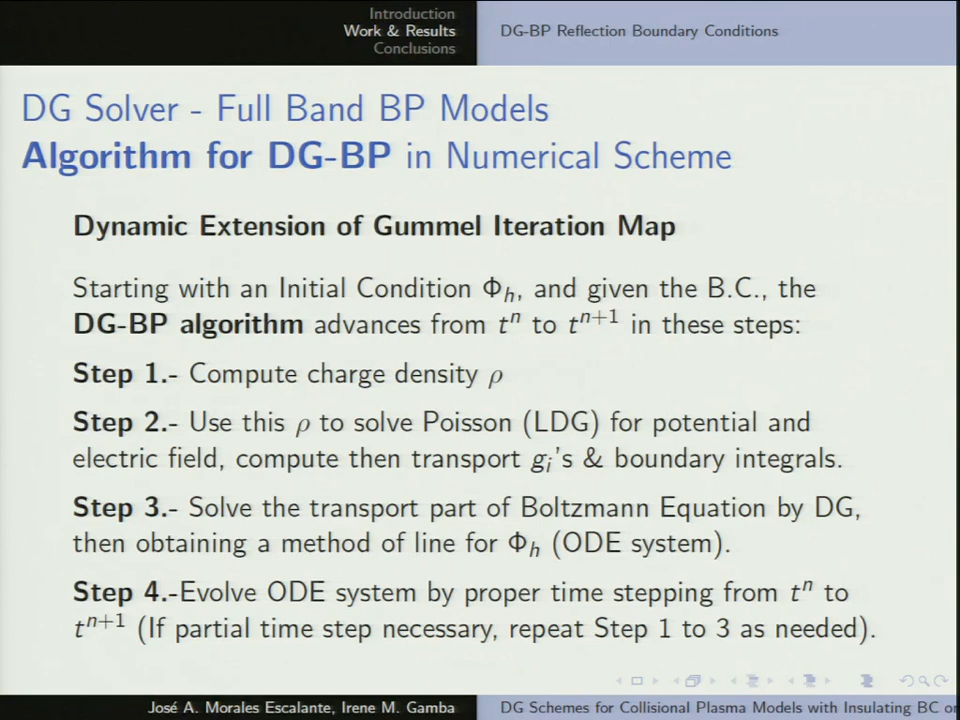 Introduction
Work & Results
Conclusions
DG-BP Reflection Boundary Conditions
DG Solver - Full Band BP Models
Algorithm for DG-BP in Numerical Scheme
Dynamic Extension of Gummel Iteration Map
Starting with an Initial Condition Φₕ, and given the B.C., the
DG-BP algorithm advances from tⁿ to tⁿ⁺¹ in these steps:
Step 1.- Compute charge density ρ
Step 2.- Use this ρ to solve Poisson (LDG) for potential and
electric field, compute then transport gᵢ's & boundary integrals.
Step 3.- Solve the transport part of Boltzmann Equation by DG,
then obtaining a method of line for Φₕ (ODE system).
Step 4.-Evolve ODE system by proper time stepping from tⁿ to
tⁿ⁺¹ (If partial time step necessary, repeat Step 1 to 3 as needed).
José A. Morales Escalante, Irene M. Gamba
DG Schemes for Collisional Plasma Models with Insulating BC